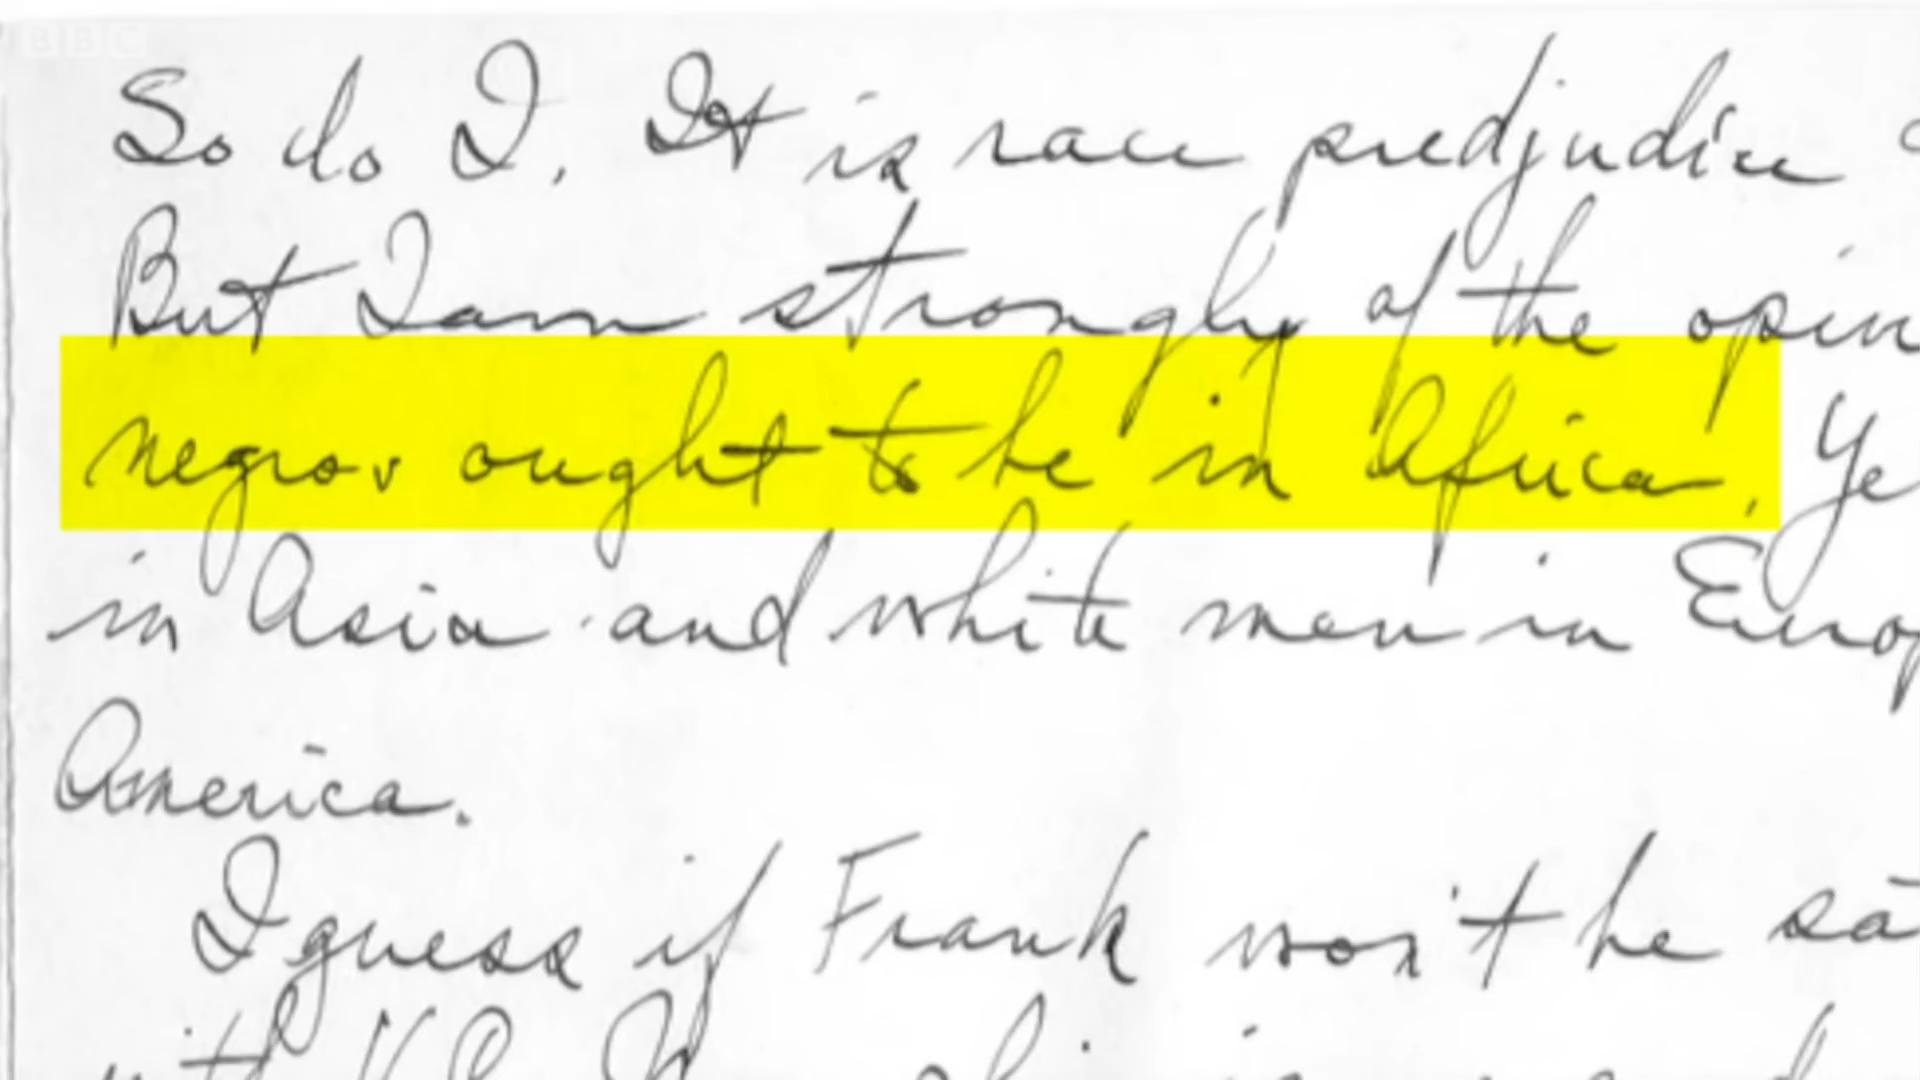 BBC
So do I. It is race predjudice
But I am strongly of the opin
negros ought to be in Africa, Ye
in Asia and white men in Europ
America.
I guess if Frank won't be sa